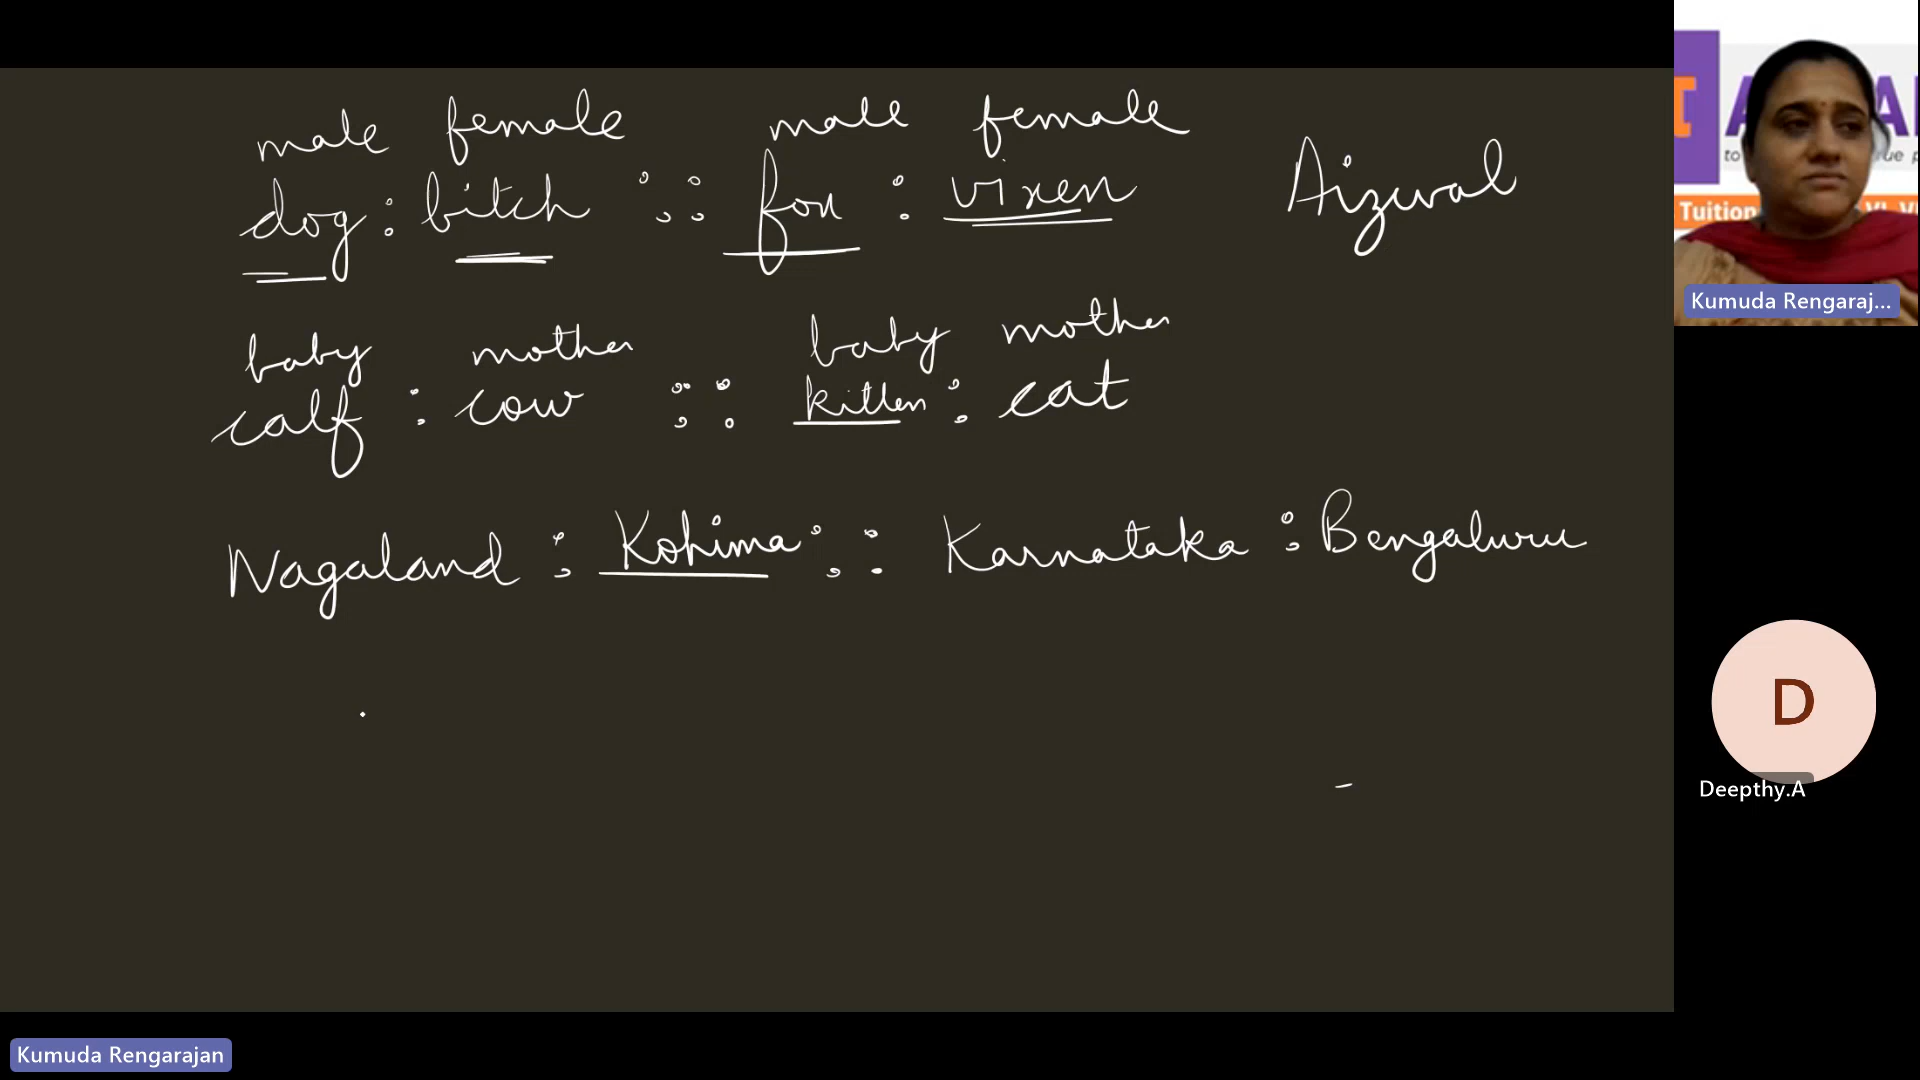 male female male female
dog : bitch :: fox : vixen Aizwal
baby mother baby mother
calf : cow :: kitten : cat
Nagaland : Kohima :: Karnataka : Bengaluru
Tuition
Kumuda Rengaraj...
D
Deepthy.A
Kumuda Rengarajan